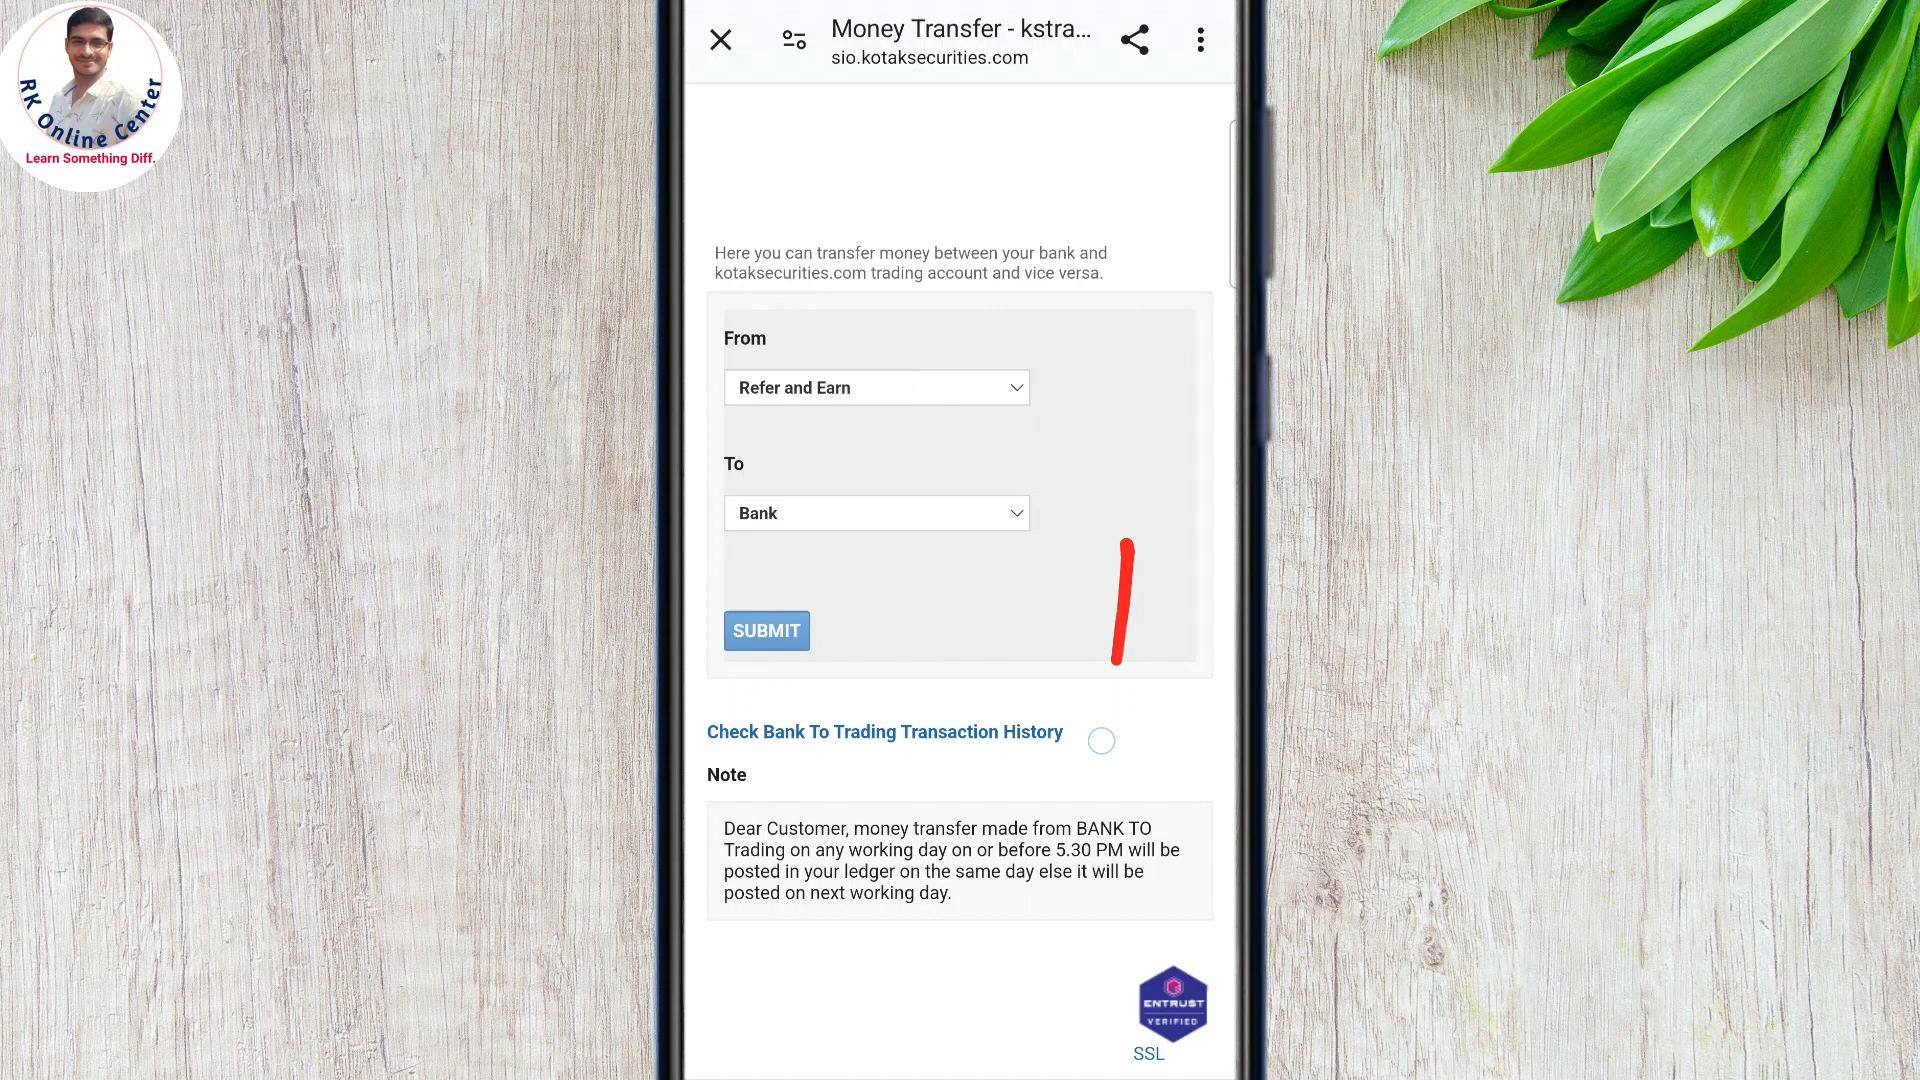 RK Online Center
Learn Something Diff.
Money Transfer - kstra...
sio.kotaksecurities.com
Here you can transfer money between your bank and
kotaksecurities.com trading account and vice versa.
From
Refer and Earn
To
Bank
SUBMIT
Check Bank To Trading Transaction History
Note
Dear Customer, money transfer made from BANK TO
Trading on any working day on or before 5.30 PM will be
posted in your ledger on the same day else it will be
posted on next working day.
ENTRUST
VERIFIED
SSL